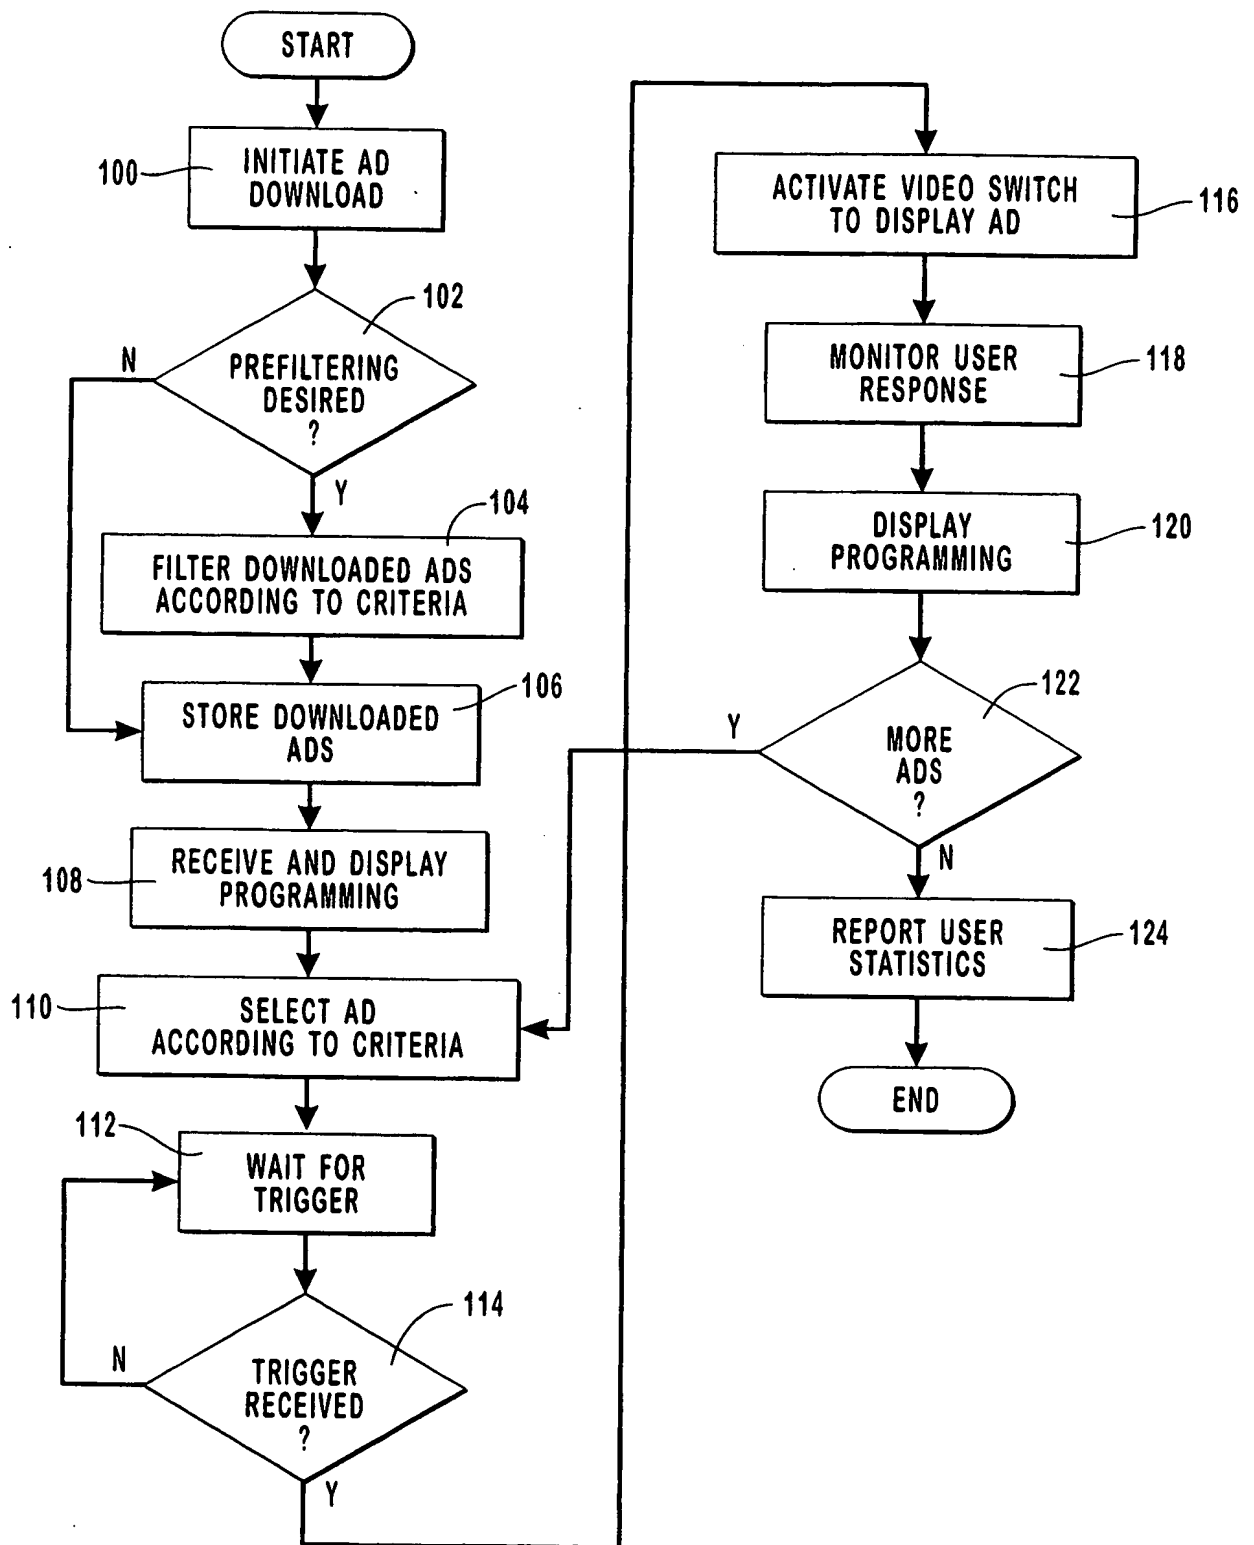 START
100
INITIATE AD
DOWNLOAD
102
N
PREFILTERING
DESIRED
?
Y
104
FILTER DOWNLOADED ADS
ACCORDING TO CRITERIA
106
STORE DOWNLOADED
ADS
108
RECEIVE AND DISPLAY
PROGRAMMING
110
SELECT AD
ACCORDING TO CRITERIA
112
WAIT FOR
TRIGGER
114
N
TRIGGER
RECEIVED
?
Y
ACTIVATE VIDEO SWITCH
TO DISPLAY AD
116
MONITOR USER
RESPONSE
118
DISPLAY
PROGRAMMING
120
122
Y
MORE
ADS
?
N
REPORT USER
STATISTICS
124
END